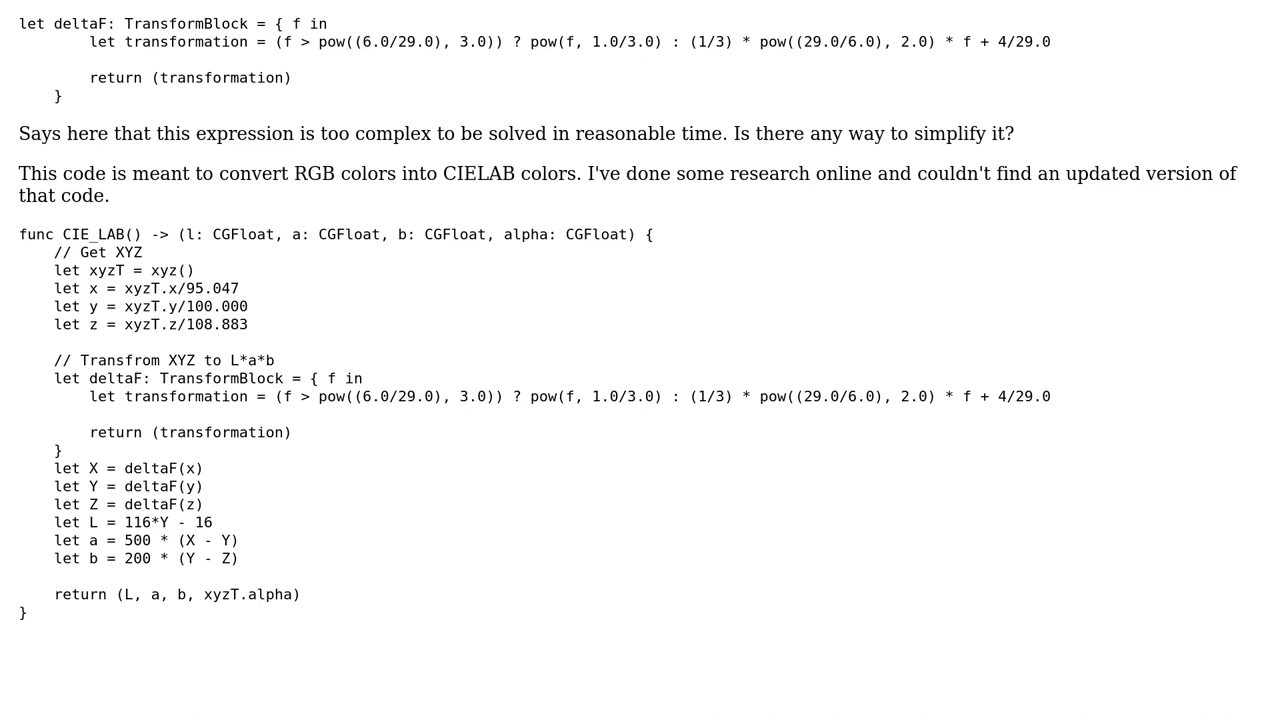 let deltaF: TransformBlock = { f in
        let transformation = (f > pow((6.0/29.0), 3.0)) ? pow(f, 1.0/3.0) : (1/3) * pow((29.0/6.0), 2.0) * f + 4/29.0

        return (transformation)
    }
Says here that this expression is too complex to be solved in reasonable time. Is there any way to simplify it?
This code is meant to convert RGB colors into CIELAB colors. I've done some research online and couldn't find an updated version of
that code.
func CIE_LAB() -> (l: CGFloat, a: CGFloat, b: CGFloat, alpha: CGFloat) {
    // Get XYZ
    let xyzT = xyz()
    let x = xyzT.x/95.047
    let y = xyzT.y/100.000
    let z = xyzT.z/108.883

    // Transfrom XYZ to L*a*b
    let deltaF: TransformBlock = { f in
        let transformation = (f > pow((6.0/29.0), 3.0)) ? pow(f, 1.0/3.0) : (1/3) * pow((29.0/6.0), 2.0) * f + 4/29.0

        return (transformation)
    }
    let X = deltaF(x)
    let Y = deltaF(y)
    let Z = deltaF(z)
    let L = 116*Y - 16
    let a = 500 * (X - Y)
    let b = 200 * (Y - Z)

    return (L, a, b, xyzT.alpha)
}